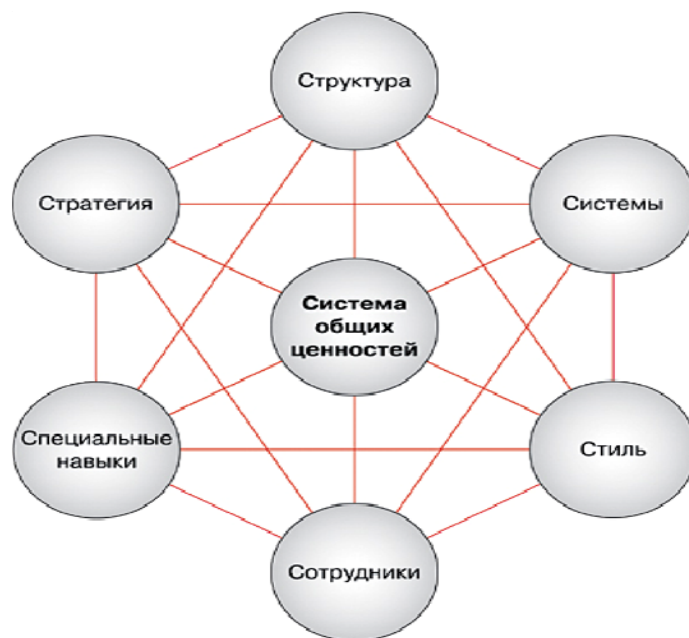 Структура
Стратегия
Системы
Система
общих
ценностей
Специальные
навыки
Стиль
Сотрудники